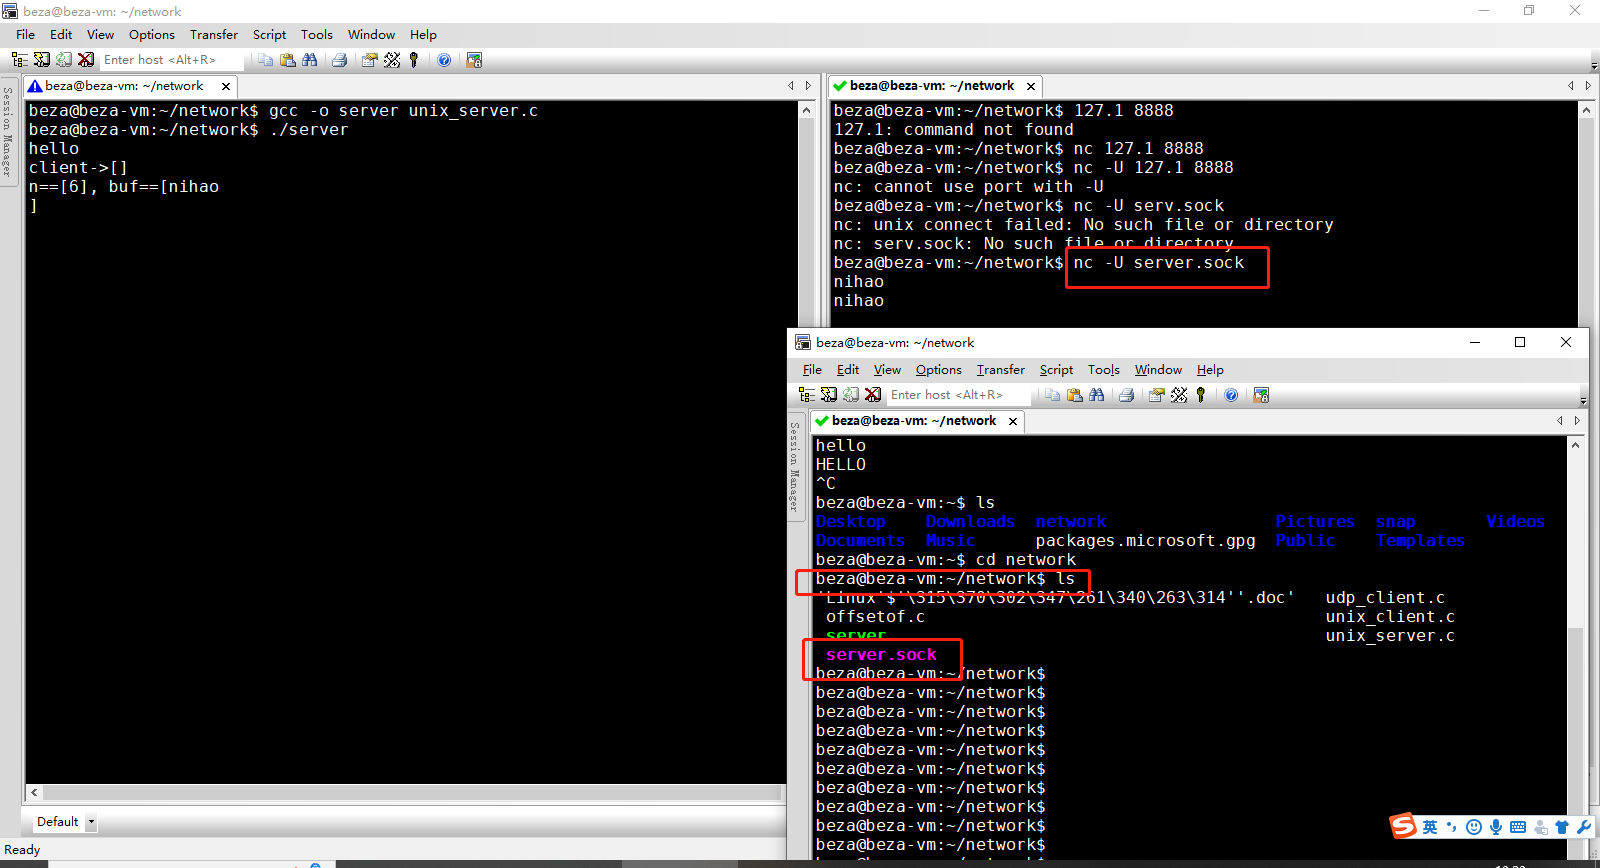 beza@beza-vm: ~/network
File Edit View Options Transfer Script Tools Window Help
Enter host <Alt+R>
Session Manager
beza@beza-vm: ~/network
beza@beza-vm:~/network$ gcc -o server unix_server.c
beza@beza-vm:~/network$ ./server
hello
client->[]
n==[6], buf==[nihao
]
Default
Ready
beza@beza-vm: ~/network
beza@beza-vm:~/network$ 127.1 8888
127.1: command not found
beza@beza-vm:~/network$ nc 127.1 8888
beza@beza-vm:~/network$ nc -U 127.1 8888
nc: cannot use port with -U
beza@beza-vm:~/network$ nc -U serv.sock
nc: unix connect failed: No such file or directory
nc: serv.sock: No such file or directory
beza@beza-vm:~/network$ nc -U server.sock
nihao
nihao
beza@beza-vm: ~/network
File Edit View Options Transfer Script Tools Window Help
Enter host <Alt+R>
Session Manager
beza@beza-vm: ~/network
hello
HELLO
^C
beza@beza-vm:~$ ls
Desktop Downloads network Pictures snap Videos
Documents Music packages.microsoft.gpg Public Templates
beza@beza-vm:~$ cd network
beza@beza-vm:~/network$ ls
'Linux'$'\315\370\302\347\261\340\263\314''.doc' udp_client.c
offsetof.c unix_client.c
server unix_server.c
server.sock
beza@beza-vm:~/network$
beza@beza-vm:~/network$
beza@beza-vm:~/network$
beza@beza-vm:~/network$
beza@beza-vm:~/network$
beza@beza-vm:~/network$
beza@beza-vm:~/network$
beza@beza-vm:~/network$
beza@beza-vm:~/network$
beza@beza-vm:~/network$
英